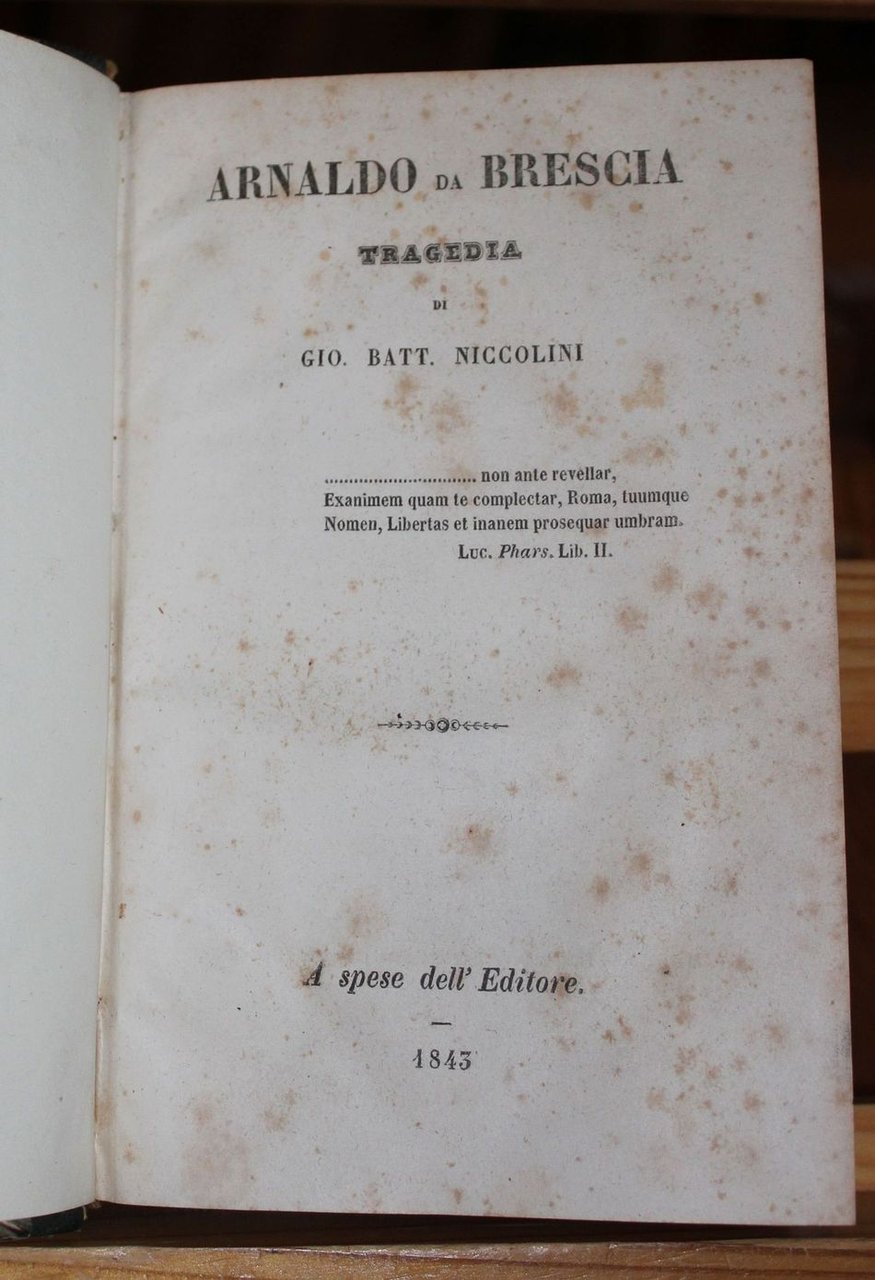 ARNALDO DA BRESCIA
TRAGEDIA
DI
GIO. BATT. NICCOLINI
................................ non ante revellar,
Exanimem quam te complectar, Roma, tuumque
Nomen, Libertas et inanem prosequar umbram.
Luc. Phars. Lib. II.
A spese dell' Editore.
—
1843